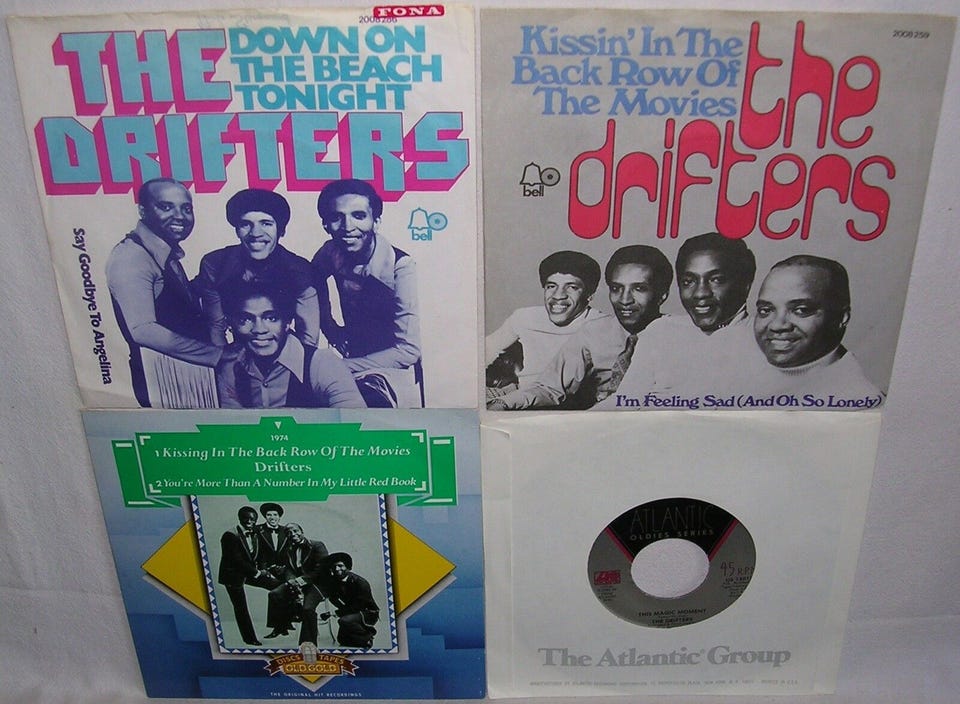 FONA
2008 286
THE
DRIFTERS
DOWN ON
THE BEACH
TONIGHT
bell
Say Goodbye To Angelina
2008 259
Kissin' In The
Back Row Of
The Movies
the
drifters
bell
I'm Feeling Sad (And Oh So Lonely)
1974
1 Kissing In The Back Row Of The Movies
Drifters
2 You're More Than A Number In My Little Red Book
DISCS TAPES
OLD GOLD
THE ORIGINAL HIT RECORDINGS
ATLANTIC
OLDIES SERIES
45 R.P.M
THIS MAGIC MOMENT
THE DRIFTERS
The Atlantic Group